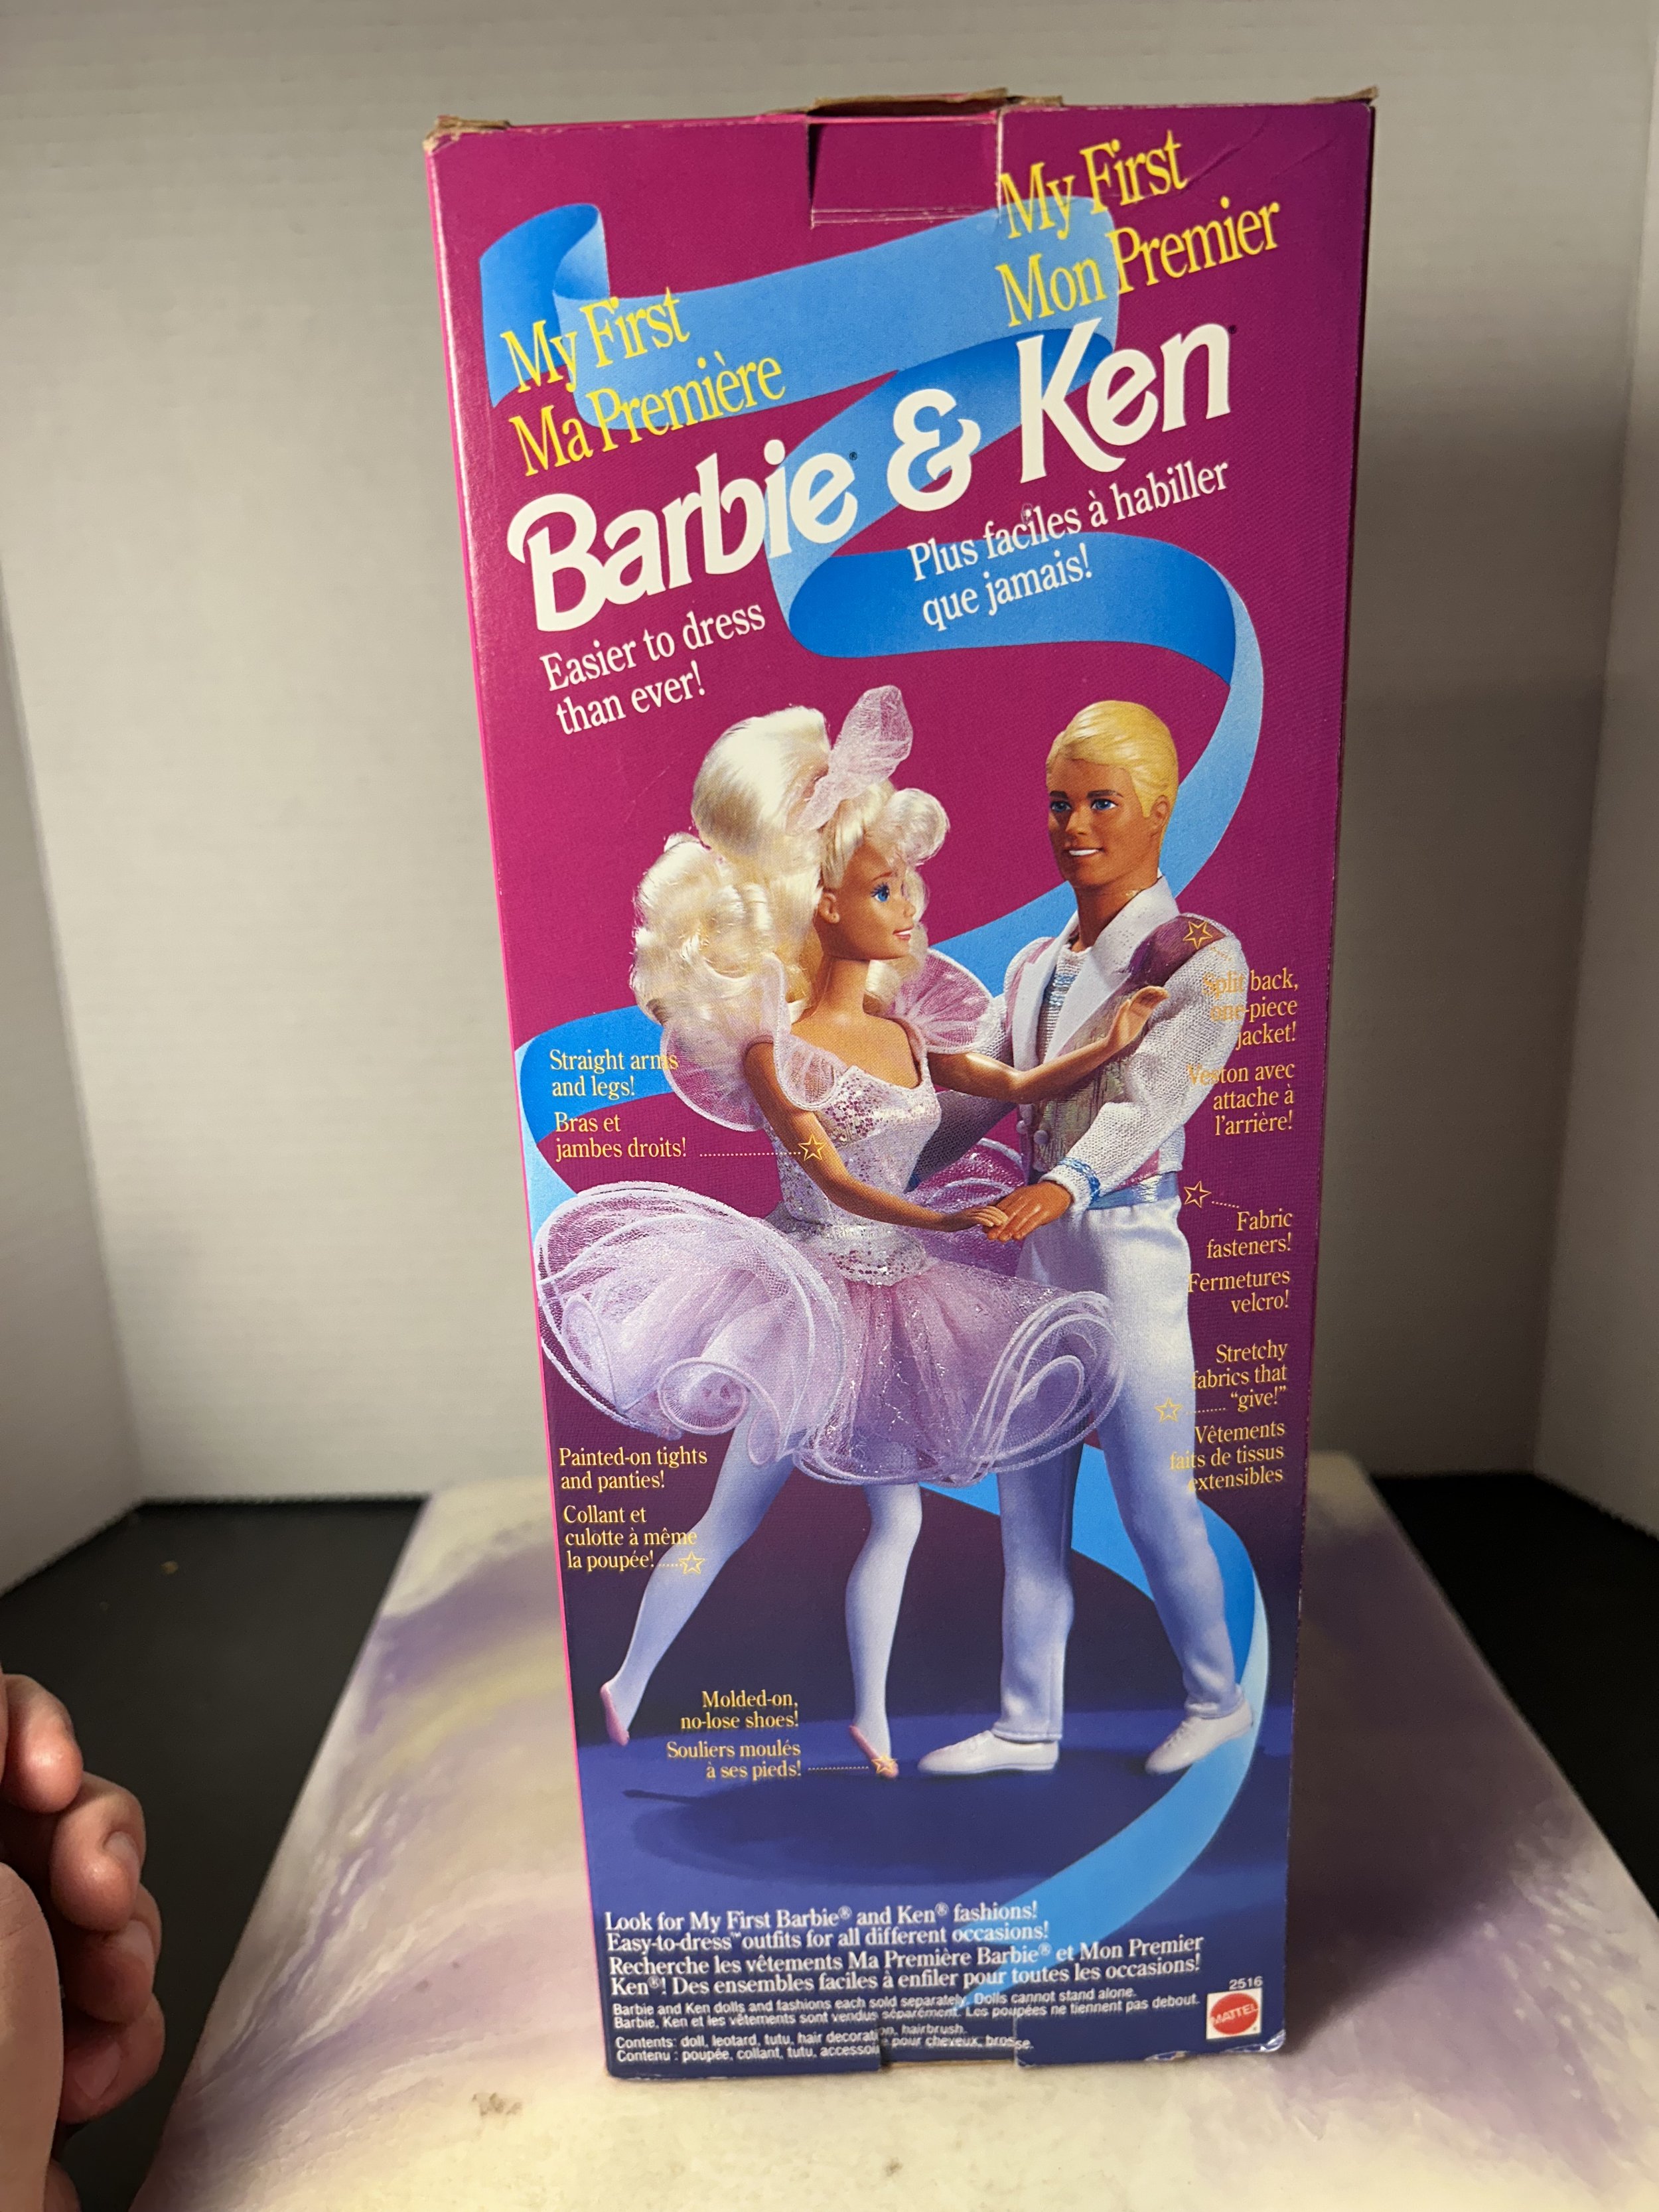 My First
Mon Premier
My First
Ma Première
Barbie® & Ken®
Easier to dress
than ever!
Plus faciles à habiller
que jamais!
Split back,
one-piece
jacket!
Veston avec
attache à
l'arrière!
Straight arms
and legs!
Bras et
jambes droits!
Fabric
fasteners!
Fermetures
velcro!
Stretchy
fabrics that
"give!"
Vêtements
faits de tissus
extensibles
Painted-on tights
and panties!
Collant et
culotte à même
la poupée!
Molded-on,
no-lose shoes!
Souliers moulés
à ses pieds!
Look for My First Barbie® and Ken® fashions!
Easy-to-dress™ outfits for all different occasions!
Recherche les vêtements Ma Première Barbie® et Mon Premier
Ken®! Des ensembles faciles à enfiler pour toutes les occasions!
Barbie and Ken dolls and fashions each sold separately. Dolls cannot stand alone.
Barbie, Ken et les vêtements sont vendus séparément. Les poupées ne tiennent pas debout.
Contents: doll, leotard, tutu, hair decoration, hairbrush.
Contenu : poupée, collant, tutu, accessoire pour cheveux, brosse.
2516
MATTEL